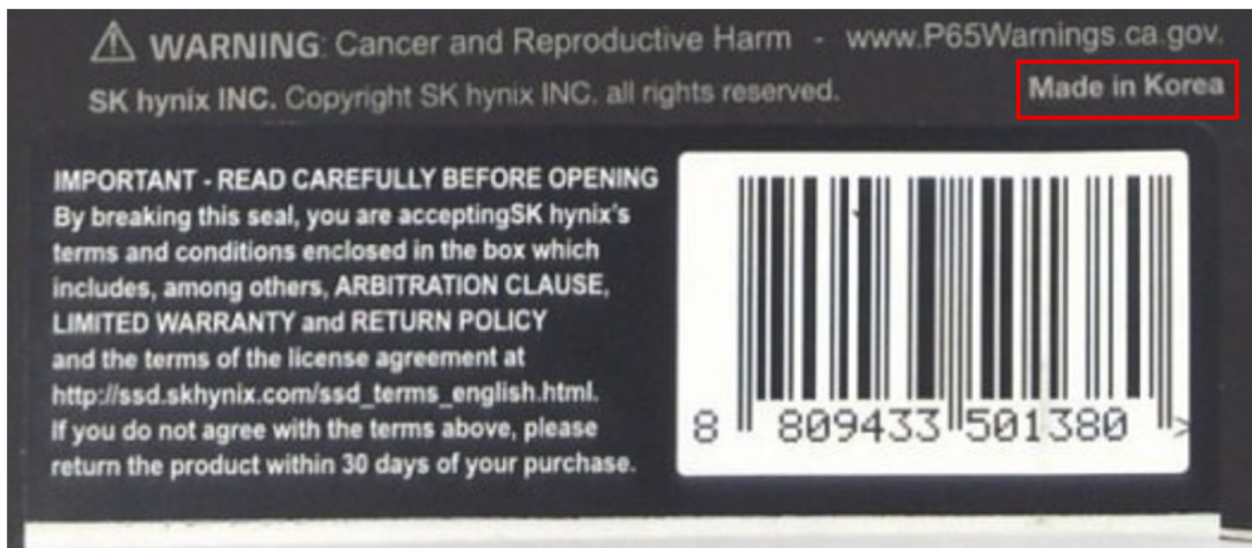 ⚠ WARNING: Cancer and Reproductive Harm - www.P65Warnings.ca.gov.
SK hynix INC. Copyright SK hynix INC. all rights reserved.
Made in Korea
IMPORTANT - READ CAREFULLY BEFORE OPENING
By breaking this seal, you are acceptingSK hynix's
terms and conditions enclosed in the box which
includes, among others, ARBITRATION CLAUSE,
LIMITED WARRANTY and RETURN POLICY
and the terms of the license agreement at
http://ssd.skhynix.com/ssd_terms_english.html.
If you do not agree with the terms above, please
return the product within 30 days of your purchase.
8 809433 501380 >